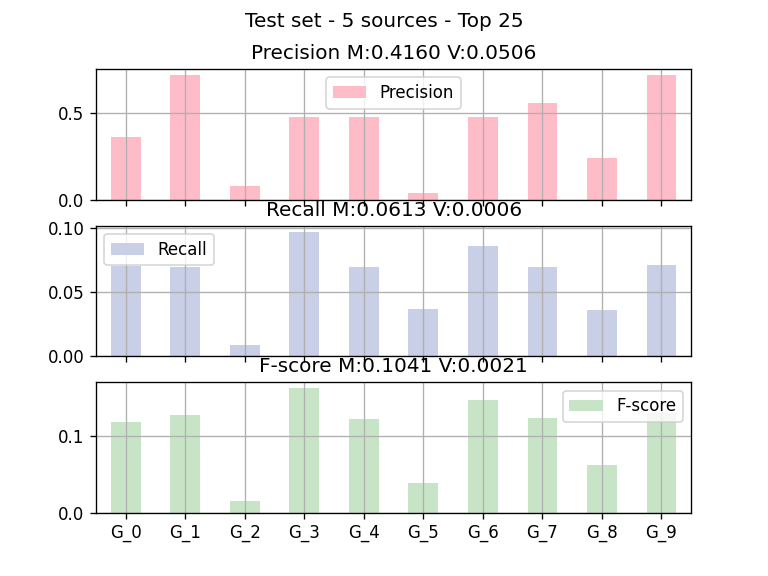 Test set - 5 sources - Top 25
Precision M:0.4160 V:0.0506
Precision
0.5
0.0
Recall M:0.0613 V:0.0006
Recall
0.10
0.05
0.00
F-score M:0.1041 V:0.0021
F-score
0.1
0.0
G_0 G_1 G_2 G_3 G_4 G_5 G_6 G_7 G_8 G_9